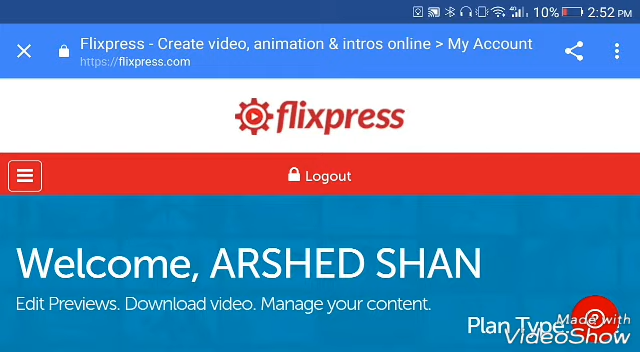 10% 2:52 PM
Flixpress - Create video, animation & intros online > My Account
https://flixpress.com
flixpress
Logout
Welcome, ARSHED SHAN
Edit Previews. Download video. Manage your content.
Plan Type
Made with
VideoShow